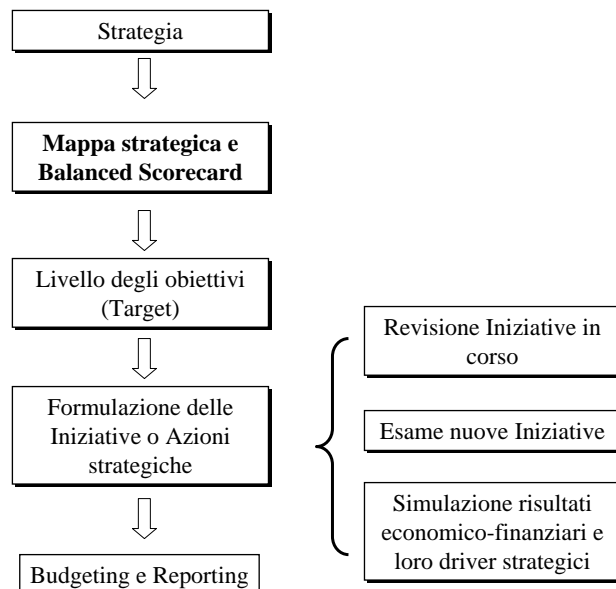 Strategia
Mappa strategica e
Balanced Scorecard
Livello degli obiettivi
(Target)
Formulazione delle
Iniziative o Azioni
strategiche
Budgeting e Reporting
Revisione Iniziative in
corso
Esame nuove Iniziative
Simulazione risultati
economico-finanziari e
loro driver strategici